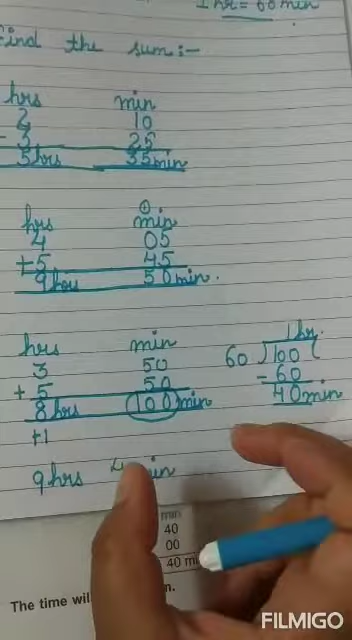 1 hr = 60 min
Find the sum:-
hrs min
2 10
3 25
5 hrs 35 min
hrs min
4 05
+ 5 45
9 hrs 50 min.
hrs min
3 50
+ 5 50
8 hrs 100 min
+1
9 hrs min
1 hr.
60 ) 100 (
- 60
40 min
min
40
00
40 mi
The time wil n.
FILMIGO